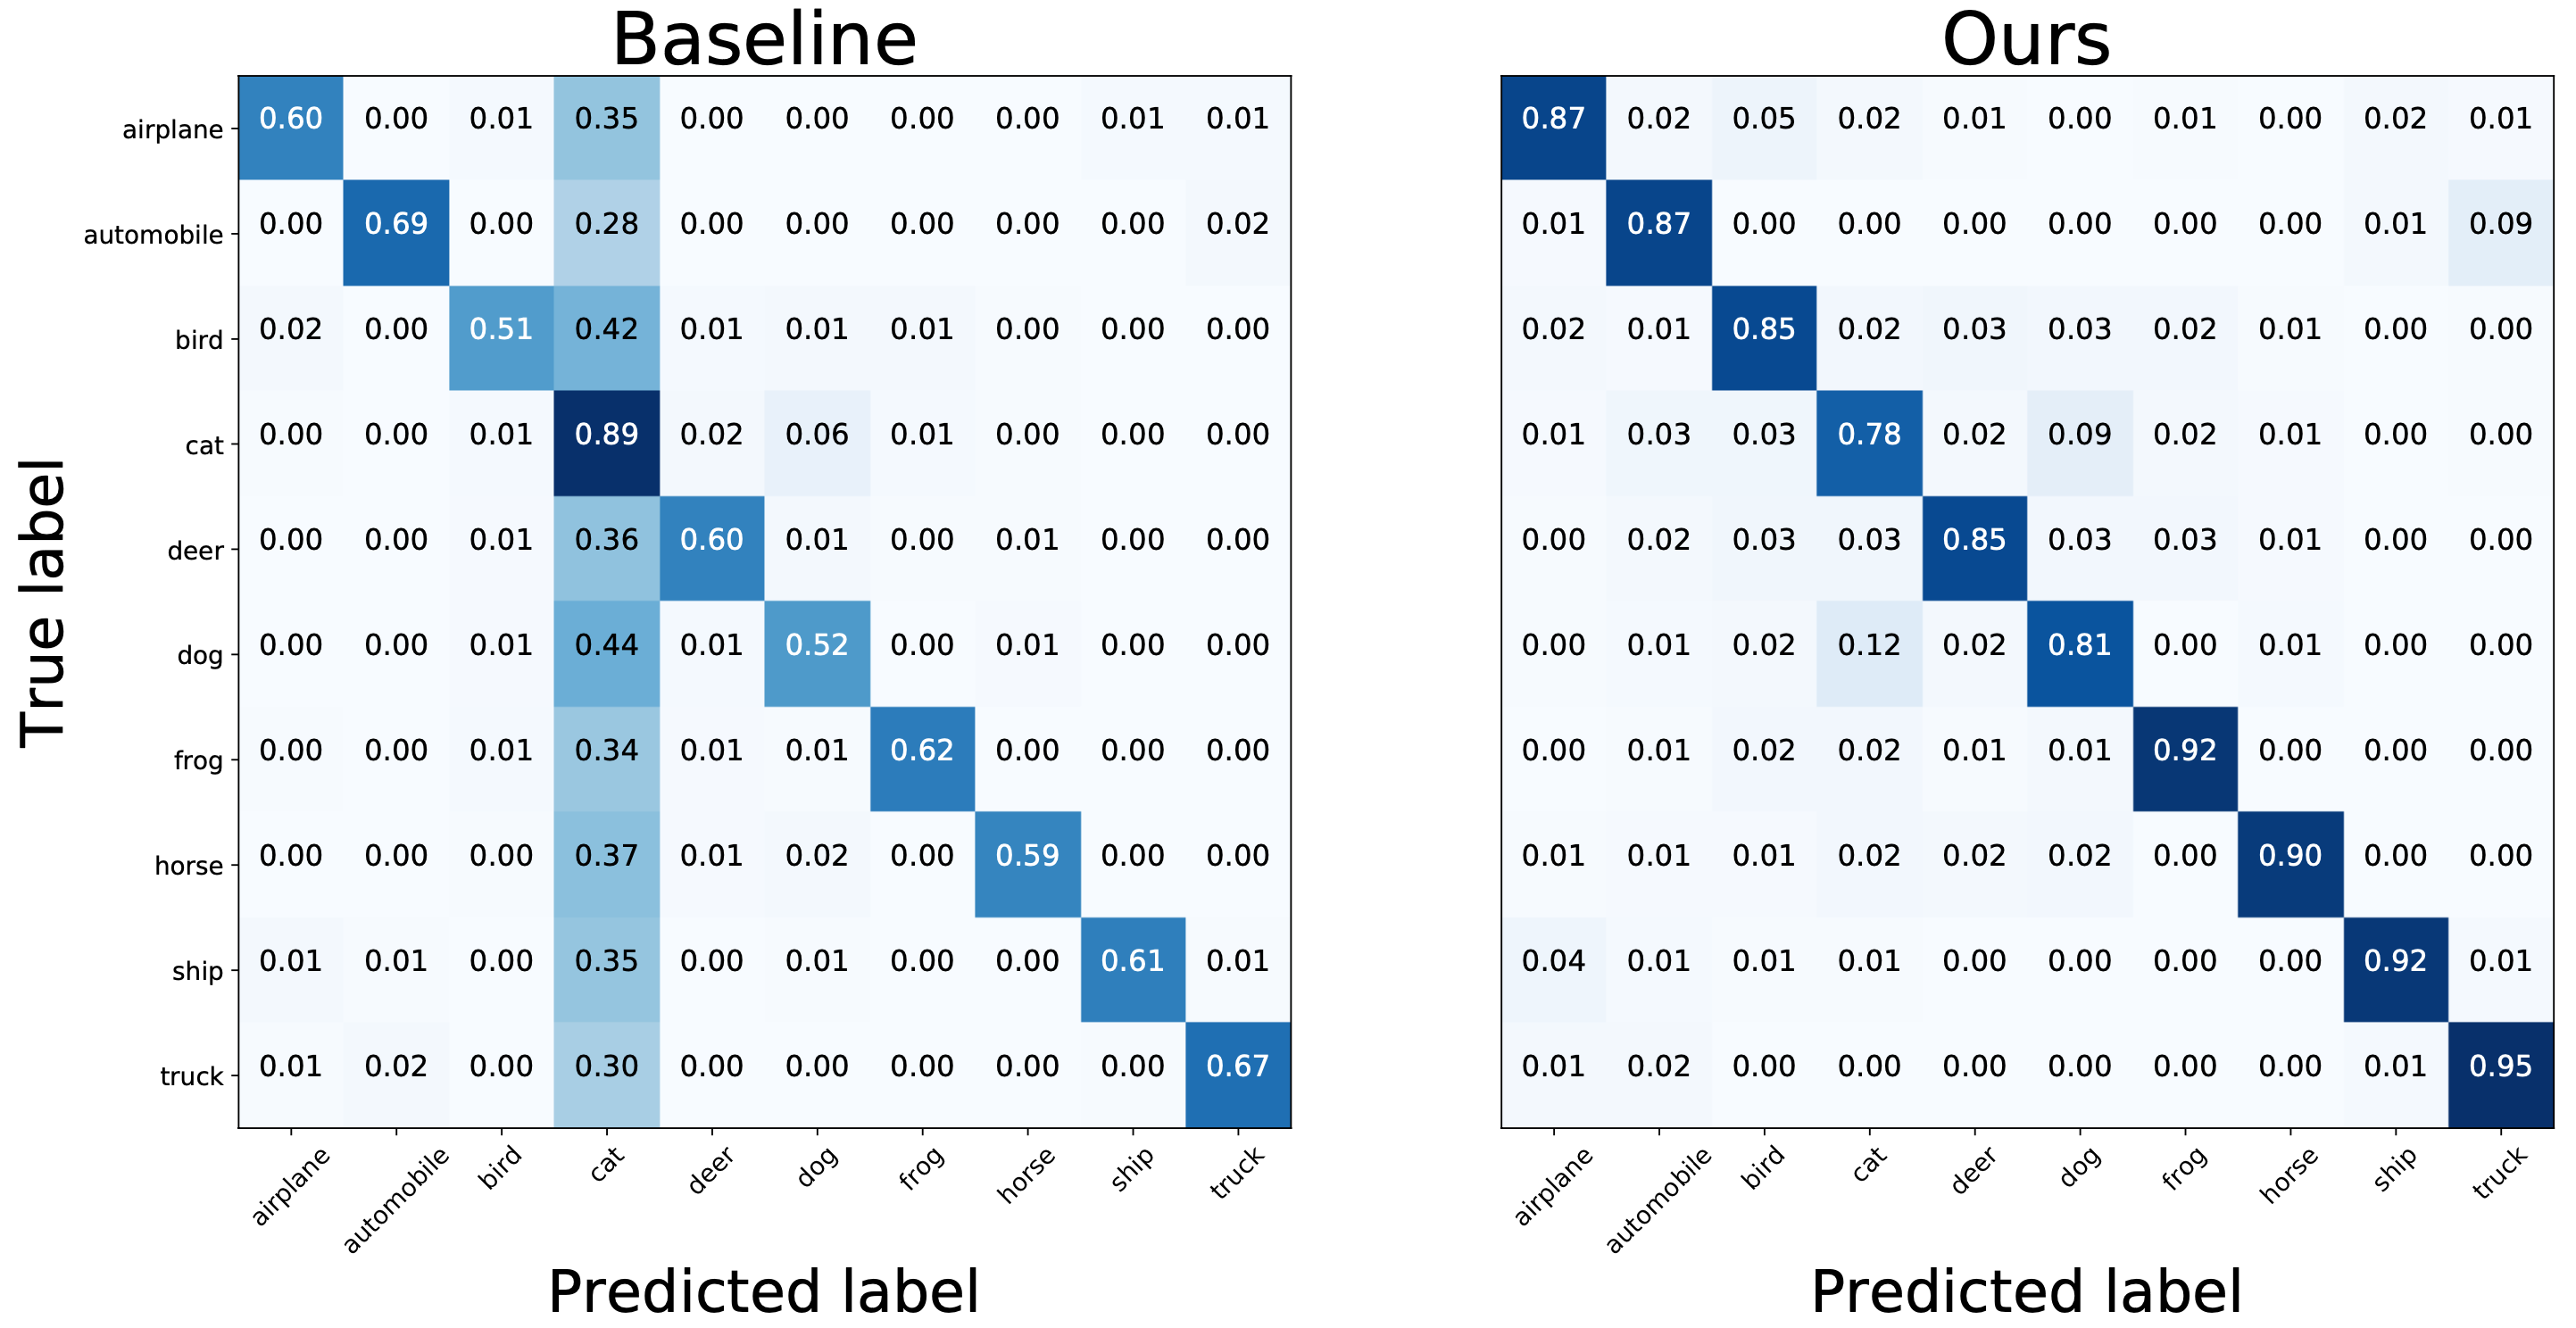 Baseline
Ours
airplane 0.60 0.00 0.01 0.35 0.00 0.00 0.00 0.00 0.01 0.01 0.87 0.02 0.05 0.02 0.01 0.00 0.01 0.00 0.02 0.01
automobile 0.00 0.69 0.00 0.28 0.00 0.00 0.00 0.00 0.00 0.02 0.01 0.87 0.00 0.00 0.00 0.00 0.00 0.00 0.01 0.09
bird 0.02 0.00 0.51 0.42 0.01 0.01 0.01 0.00 0.00 0.00 0.02 0.01 0.85 0.02 0.03 0.03 0.02 0.01 0.00 0.00
cat 0.00 0.00 0.01 0.89 0.02 0.06 0.01 0.00 0.00 0.00 0.01 0.03 0.03 0.78 0.02 0.09 0.02 0.01 0.00 0.00
deer 0.00 0.00 0.01 0.36 0.60 0.01 0.00 0.01 0.00 0.00 0.00 0.02 0.03 0.03 0.85 0.03 0.03 0.01 0.00 0.00
dog 0.00 0.00 0.01 0.44 0.01 0.52 0.00 0.01 0.00 0.00 0.00 0.01 0.02 0.12 0.02 0.81 0.00 0.01 0.00 0.00
frog 0.00 0.00 0.01 0.34 0.01 0.01 0.62 0.00 0.00 0.00 0.00 0.01 0.02 0.02 0.01 0.01 0.92 0.00 0.00 0.00
horse 0.00 0.00 0.00 0.37 0.01 0.02 0.00 0.59 0.00 0.00 0.01 0.01 0.01 0.02 0.02 0.02 0.00 0.90 0.00 0.00
ship 0.01 0.01 0.00 0.35 0.00 0.01 0.00 0.00 0.61 0.01 0.04 0.01 0.01 0.01 0.00 0.00 0.00 0.00 0.92 0.01
truck 0.01 0.02 0.00 0.30 0.00 0.00 0.00 0.00 0.00 0.67 0.01 0.02 0.00 0.00 0.00 0.00 0.00 0.00 0.01 0.95
True label
airplane automobile bird cat deer dog frog horse ship truck
airplane automobile bird cat deer dog frog horse ship truck
Predicted label
Predicted label